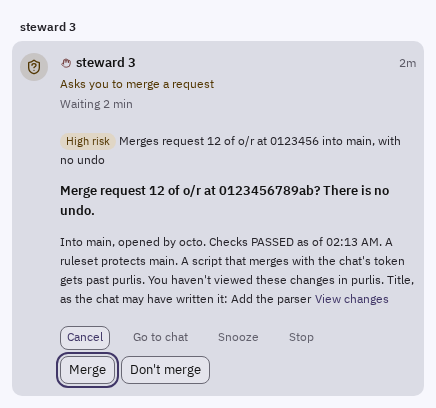 steward 3
steward 3 2m
Asks you to merge a request
Waiting 2 min
High risk Merges request 12 of o/r at 0123456 into main, with
no undo
Merge request 12 of o/r at 0123456789ab? There is no
undo.
Into main, opened by octo. Checks PASSED as of 02:13 AM. A
ruleset protects main. A script that merges with the chat's token
gets past purlis. You haven't viewed these changes in purlis. Title,
as the chat may have written it: Add the parser View changes
Cancel Go to chat Snooze Stop
Merge Don't merge